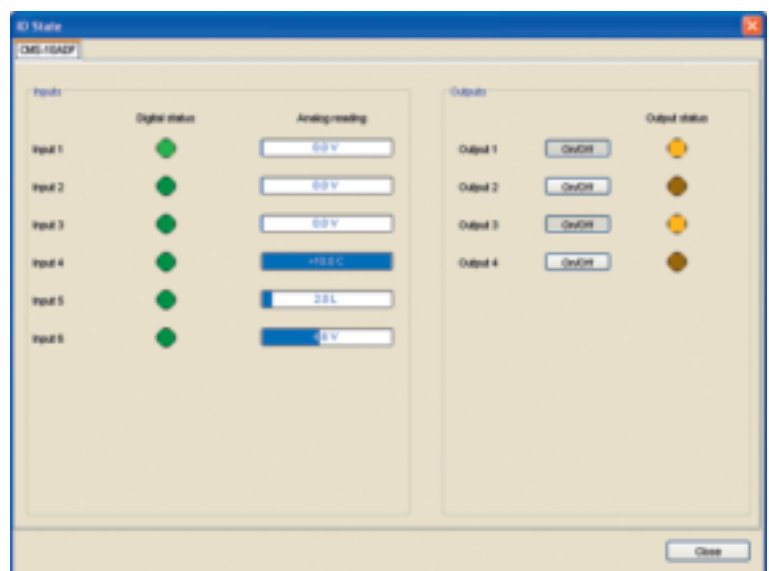 IO State
CMS-10ADF
Inputs
Digital status
Analog reading
Input 1
0.0 V
Input 2
0.0 V
Input 3
0.0 V
Input 4
Input 5
2.0 L
Input 6
Outputs
Output status
Output 1
On/Off
Output 2
On/Off
Output 3
On/Off
Output 4
On/Off
Close